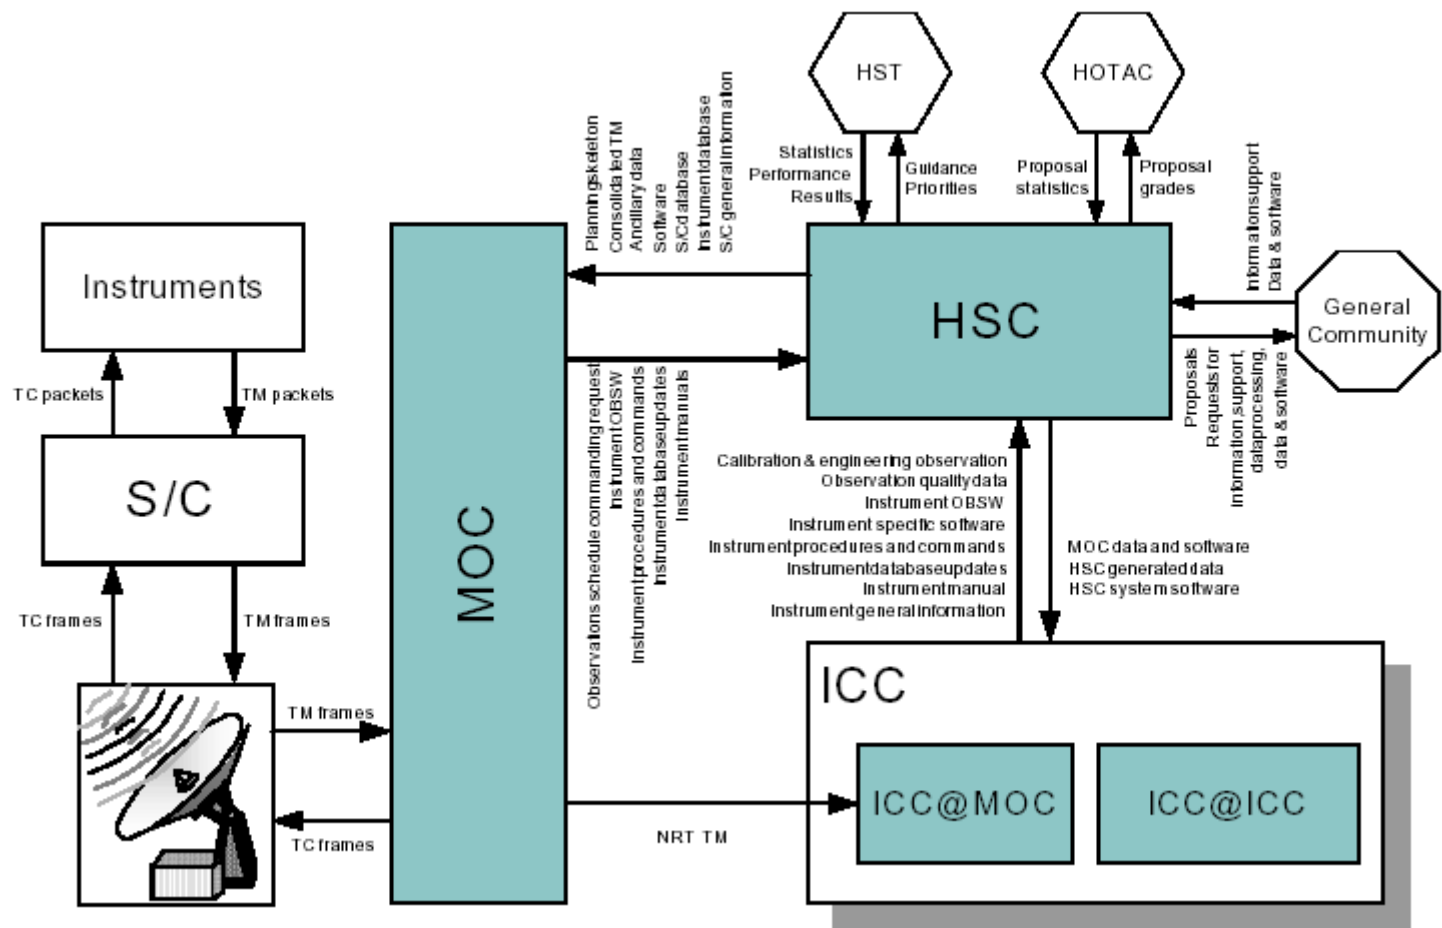 HST
HOTAC
Statistics
Performance
Results
Guidance
Priorities
Proposal
statistics
Proposal
grades
Planning skeleton
Consolidated TM
Ancillary data
Software
S/C database
Instrument database
S/C general information
Information support
Data & software
Instruments
HSC
General
Community
TC packets
TM packets
Observations schedule commanding request
Instrument OBSW
Instrument procedures and commands
Instrument database updates
Instrument manuals
Proposals
Requests for
Information, support,
data processing,
data & software
S/C
MOC
Calibration & engineering observation
Observation quality data
Instrument OBSW
Instrument specific software
Instrument procedures and commands
Instrument database updates
Instrument manual
Instrument general information
MOC data and software
HSC generated data
HSC system software
TC frames
TM frames
ICC
TM frames
ICC@MOC
ICC@ICC
TC frames
NRT TM